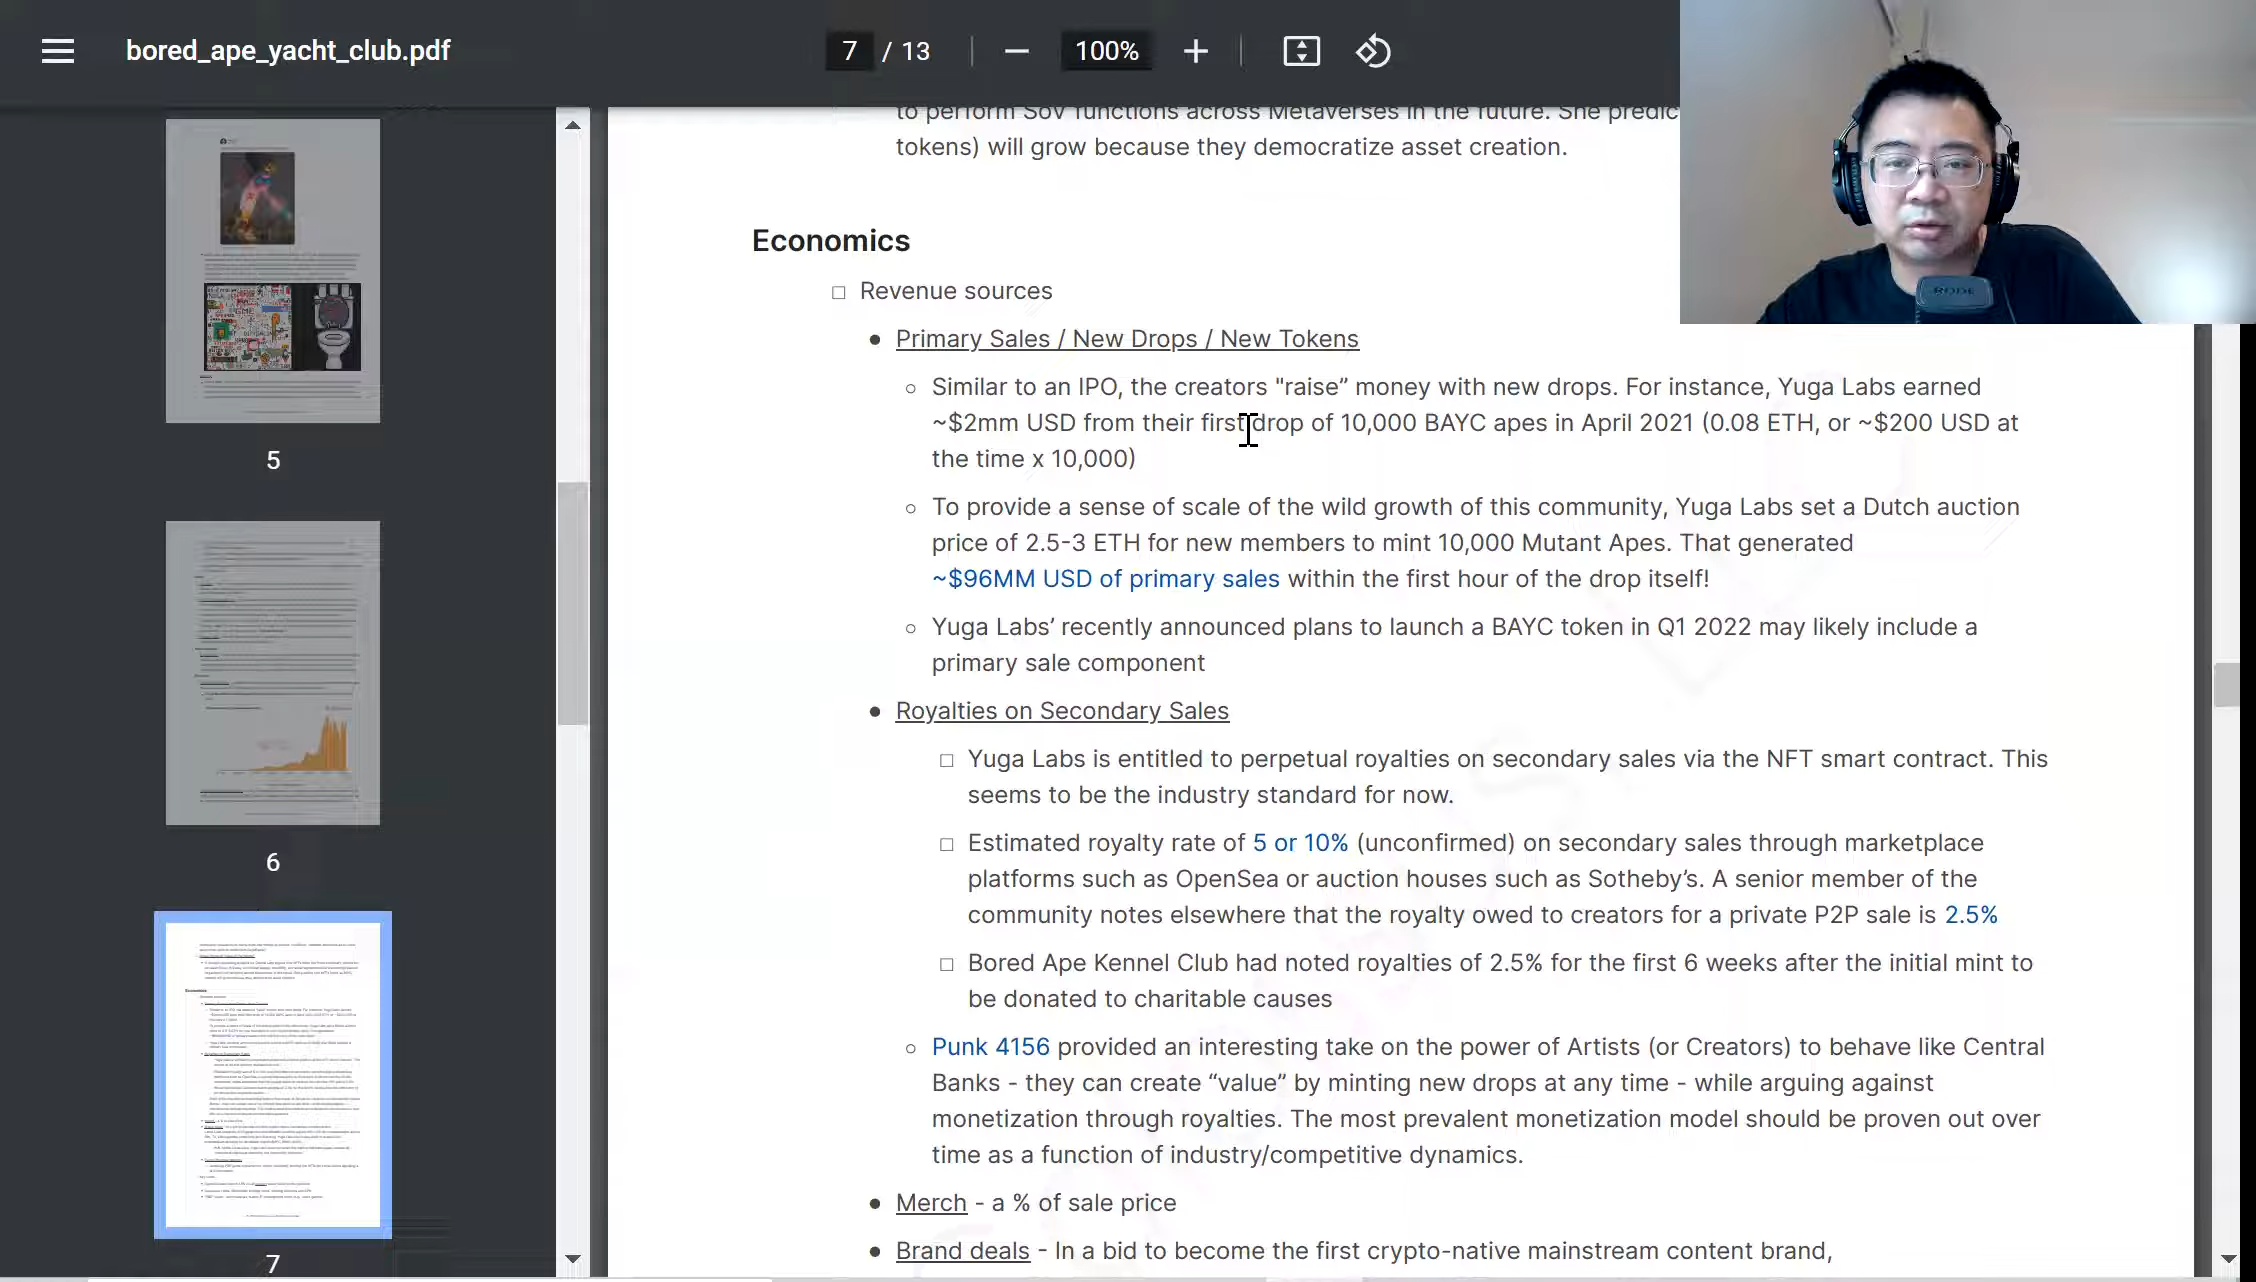 bored_ape_yacht_club.pdf
7 / 13
100%
to perform SoV functions across Metaverses in the future. She predic
tokens) will grow because they democratize asset creation.
Economics
Revenue sources
Primary Sales / New Drops / New Tokens
Similar to an IPO, the creators "raise” money with new drops. For instance, Yuga Labs earned
~$2mm USD from their first drop of 10,000 BAYC apes in April 2021 (0.08 ETH, or ~$200 USD at
the time x 10,000)
To provide a sense of scale of the wild growth of this community, Yuga Labs set a Dutch auction
price of 2.5-3 ETH for new members to mint 10,000 Mutant Apes. That generated
~$96MM USD of primary sales within the first hour of the drop itself!
Yuga Labs’ recently announced plans to launch a BAYC token in Q1 2022 may likely include a
primary sale component
Royalties on Secondary Sales
Yuga Labs is entitled to perpetual royalties on secondary sales via the NFT smart contract. This
seems to be the industry standard for now.
Estimated royalty rate of 5 or 10% (unconfirmed) on secondary sales through marketplace
platforms such as OpenSea or auction houses such as Sotheby’s. A senior member of the
community notes elsewhere that the royalty owed to creators for a private P2P sale is 2.5%
Bored Ape Kennel Club had noted royalties of 2.5% for the first 6 weeks after the initial mint to
be donated to charitable causes
Punk 4156 provided an interesting take on the power of Artists (or Creators) to behave like Central
Banks - they can create “value” by minting new drops at any time - while arguing against
monetization through royalties. The most prevalent monetization model should be proven out over
time as a function of industry/competitive dynamics.
Merch - a % of sale price
Brand deals - In a bid to become the first crypto-native mainstream content brand,
5
6
7
RODE